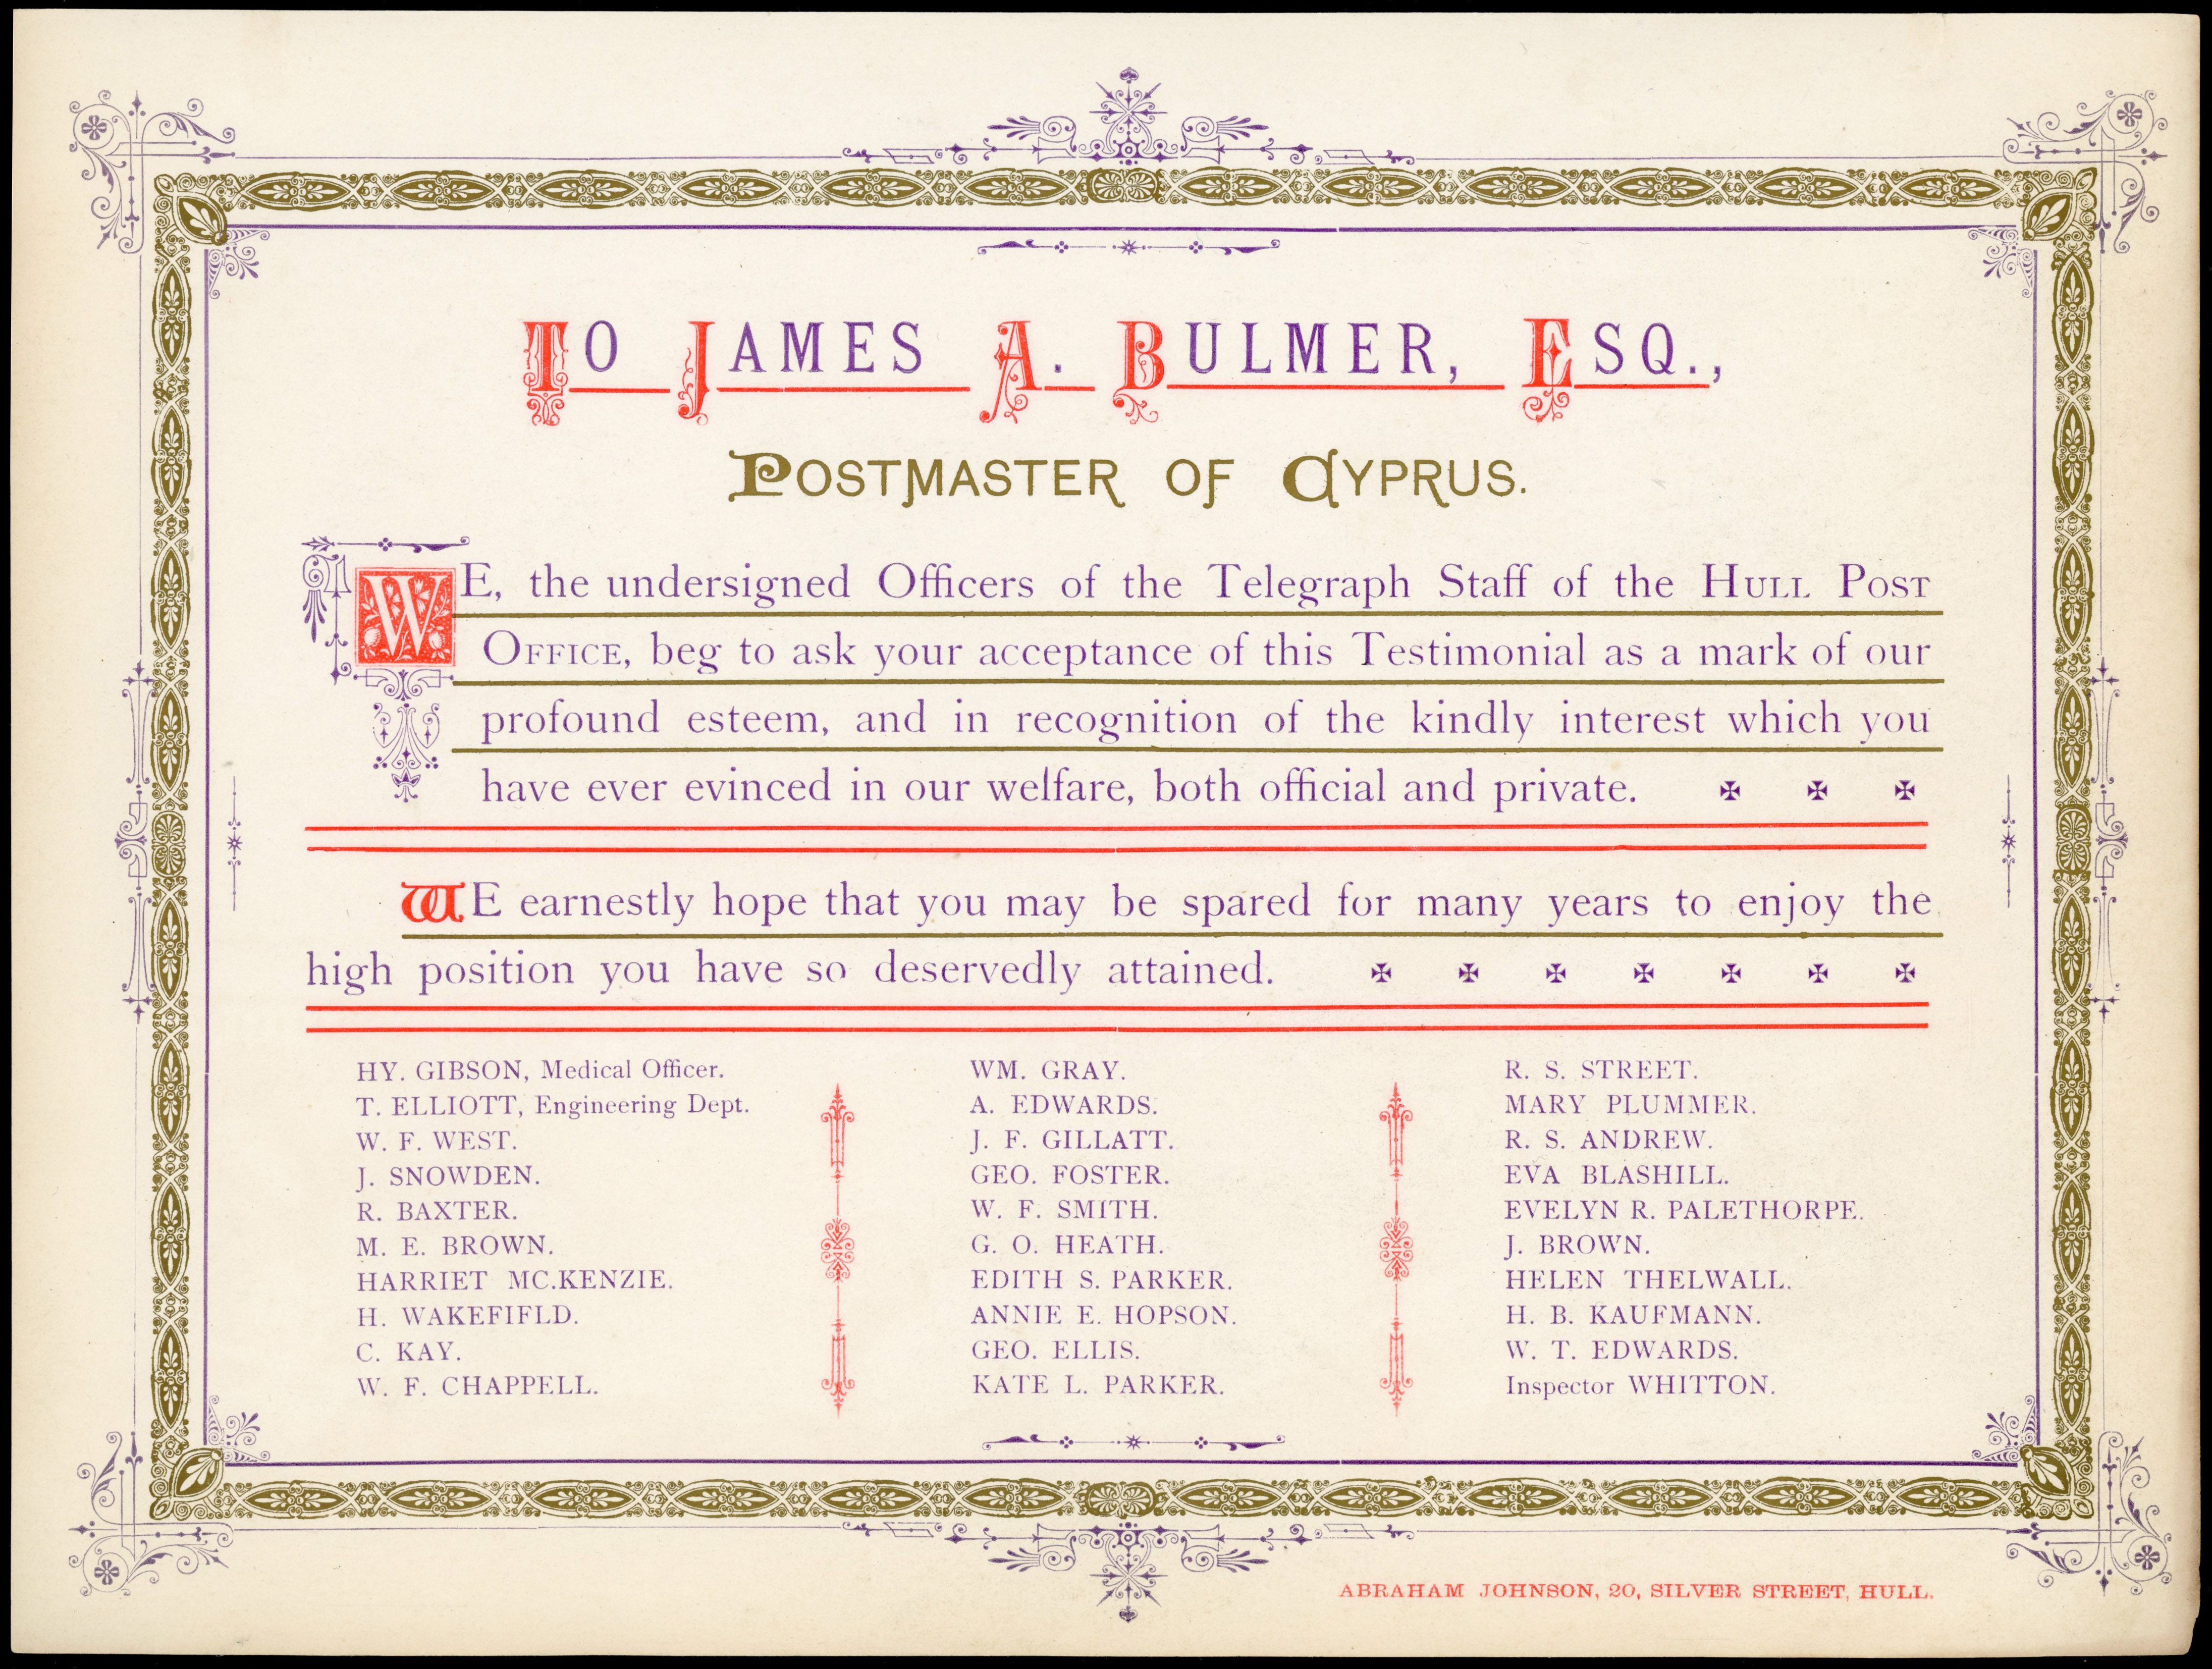 TO JAMES A. BULMER, ESQ.,
POSTMASTER OF CYPRUS.
WE, the undersigned Officers of the Telegraph Staff of the HULL POST
OFFICE, beg to ask your acceptance of this Testimonial as a mark of our
profound esteem, and in recognition of the kindly interest which you
have ever evinced in our welfare, both official and private. ✠ ✠ ✠
WE earnestly hope that you may be spared for many years to enjoy the
high position you have so deservedly attained. ✠ ✠ ✠ ✠ ✠ ✠ ✠
HY. GIBSON, Medical Officer.
T. ELLIOTT, Engineering Dept.
W. F. WEST.
J. SNOWDEN.
R. BAXTER.
M. E. BROWN.
HARRIET MC.KENZIE.
H. WAKEFIFLD.
C. KAY.
W. F. CHAPPELL.
WM. GRAY.
A. EDWARDS.
J. F. GILLATT.
GEO. FOSTER.
W. F. SMITH.
G. O. HEATH.
EDITH S. PARKER.
ANNIE E. HOPSON.
GEO. ELLIS.
KATE L. PARKER.
R. S. STREET.
MARY PLUMMER.
R. S. ANDREW.
EVA BLASHILL.
EVELYN R. PALETHORPE.
J. BROWN.
HELEN THELWALL.
H. B. KAUFMANN.
W. T. EDWARDS.
Inspector WHITTON.
ABRAHAM JOHNSON, 20, SILVER STREET, HULL.